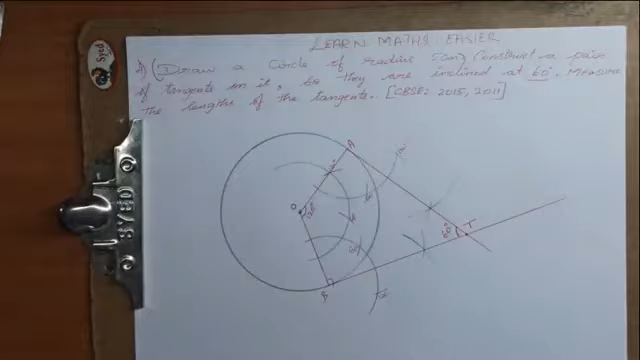 LEARN MATHS EASIER
Draw a Circle of radius 5cm, Construct a pair
of tangents on it, so they are inclined at 60°. Measure
the lengths of the tangents. [CBSE: 2015, 2011]
A
O
120°
60°
T
B
Syed
SYED